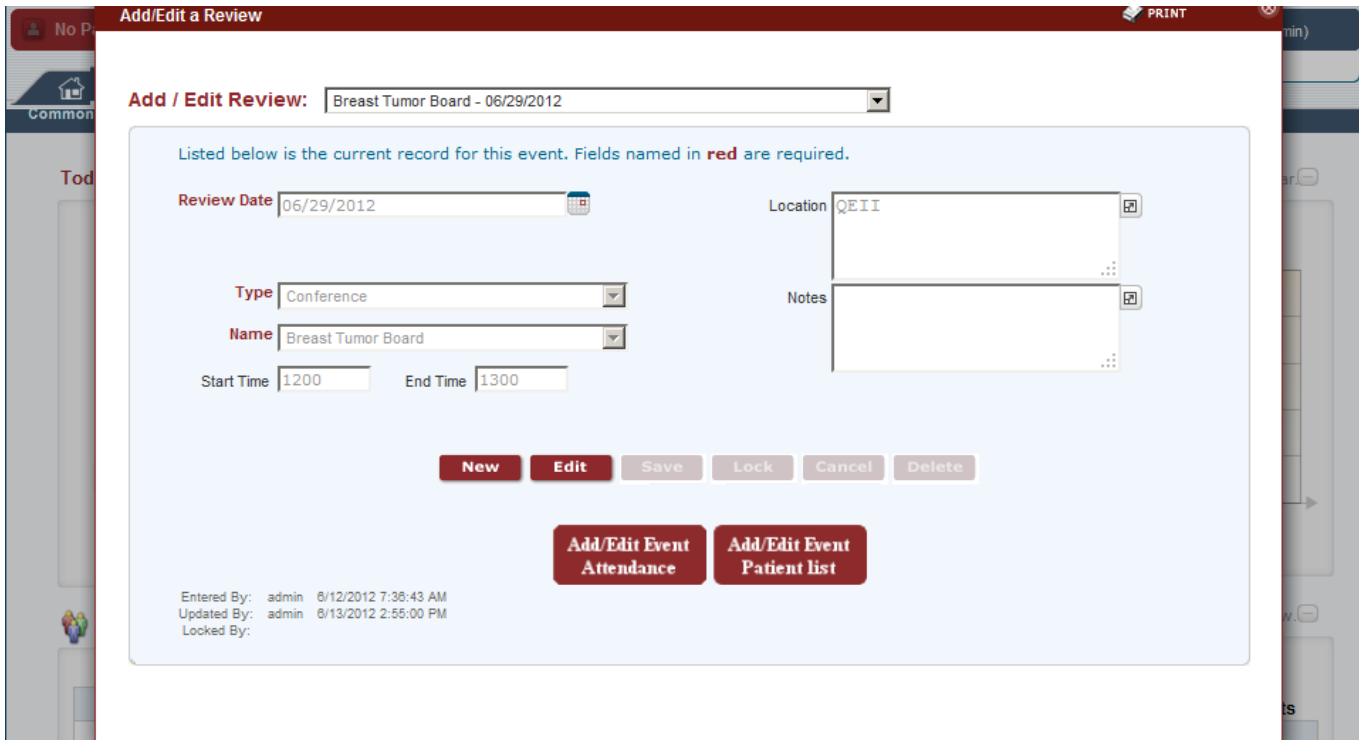 Add/Edit a Review
PRINT
No P
min)
Common
Add / Edit Review: Breast Tumor Board - 06/29/2012
Listed below is the current record for this event. Fields named in red are required.
Tod
ar.
Review Date 06/29/2012
Location QEII
Type Conference
Notes
Name Breast Tumor Board
Start Time 1200 End Time 1300
New Edit Save Lock Cancel Delete
Add/Edit Event Attendance
Add/Edit Event Patient list
Entered By: admin 6/12/2012 7:36:43 AM
Updated By: admin 6/13/2012 2:55:00 PM
Locked By:
w.
ts